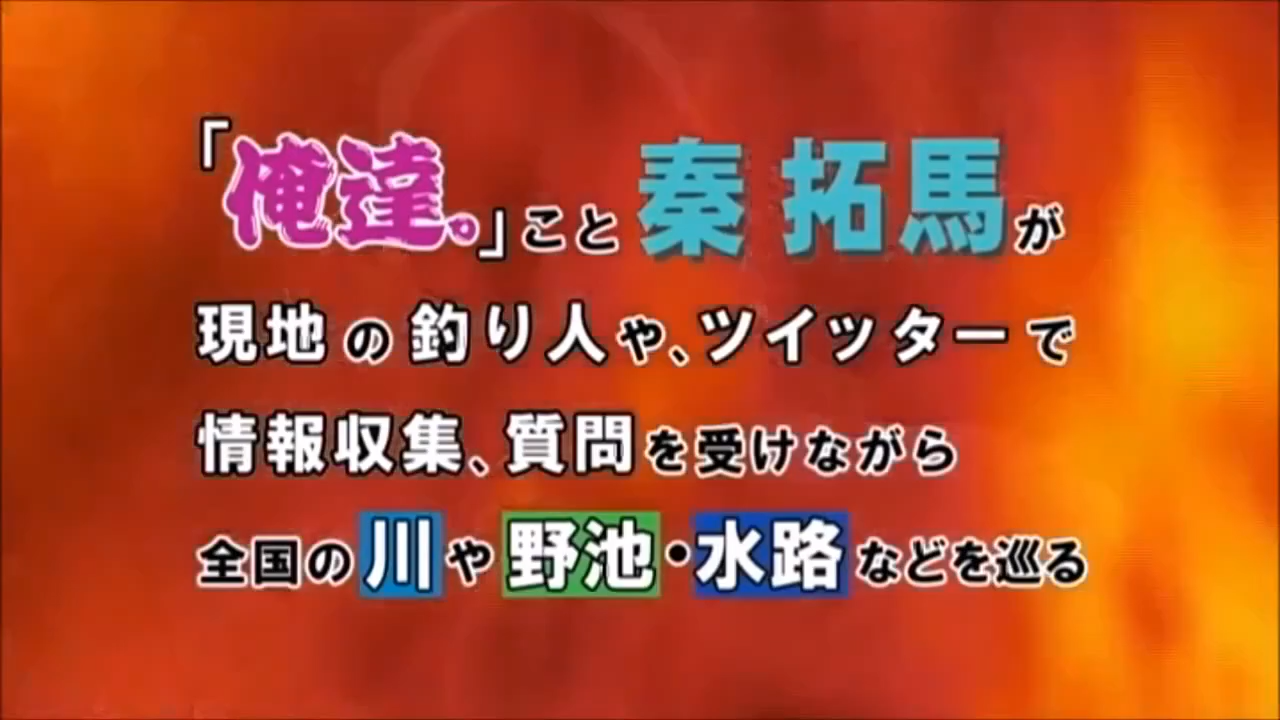 「俺達。」こと 秦拓馬が
現地の釣り人や、ツイッターで
情報収集、質問を受けながら
全国の川や野池・水路などを巡る